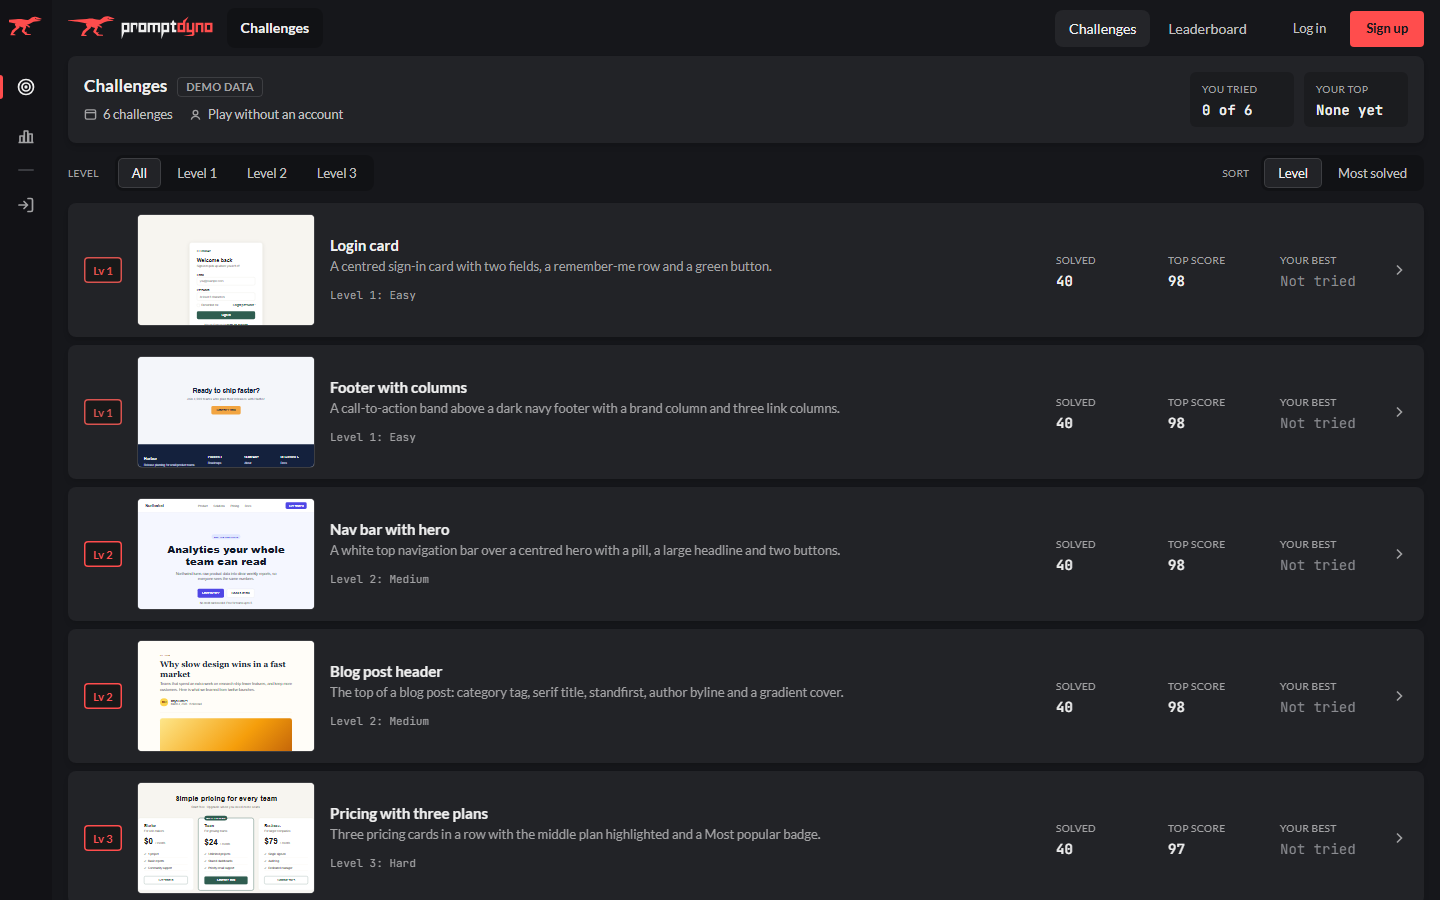 promptdyno
Challenges
Challenges
Leaderboard
Log in
Sign up
Challenges
DEMO DATA
6 challenges
Play without an account
YOU TRIED
0 of 6
YOUR TOP
None yet
LEVEL
All
Level 1
Level 2
Level 3
SORT
Level
Most solved
Lv 1
Welcome back
Login card
A centred sign-in card with two fields, a remember-me row and a green button.
Level 1: Easy
SOLVED
40
TOP SCORE
98
YOUR BEST
Not tried
Lv 1
Ready to ship faster?
Footer with columns
A call-to-action band above a dark navy footer with a brand column and three link columns.
Level 1: Easy
SOLVED
40
TOP SCORE
98
YOUR BEST
Not tried
Lv 2
Analytics your whole
team can read
Nav bar with hero
A white top navigation bar over a centred hero with a pill, a large headline and two buttons.
Level 2: Medium
SOLVED
40
TOP SCORE
98
YOUR BEST
Not tried
Lv 2
Why slow design wins in a fast
market
Blog post header
The top of a blog post: category tag, serif title, standfirst, author byline and a gradient cover.
Level 2: Medium
SOLVED
40
TOP SCORE
98
YOUR BEST
Not tried
Lv 3
Simple pricing for every team
$0
$24
$79
Pricing with three plans
Three pricing cards in a row with the middle plan highlighted and a Most popular badge.
Level 3: Hard
SOLVED
40
TOP SCORE
97
YOUR BEST
Not tried